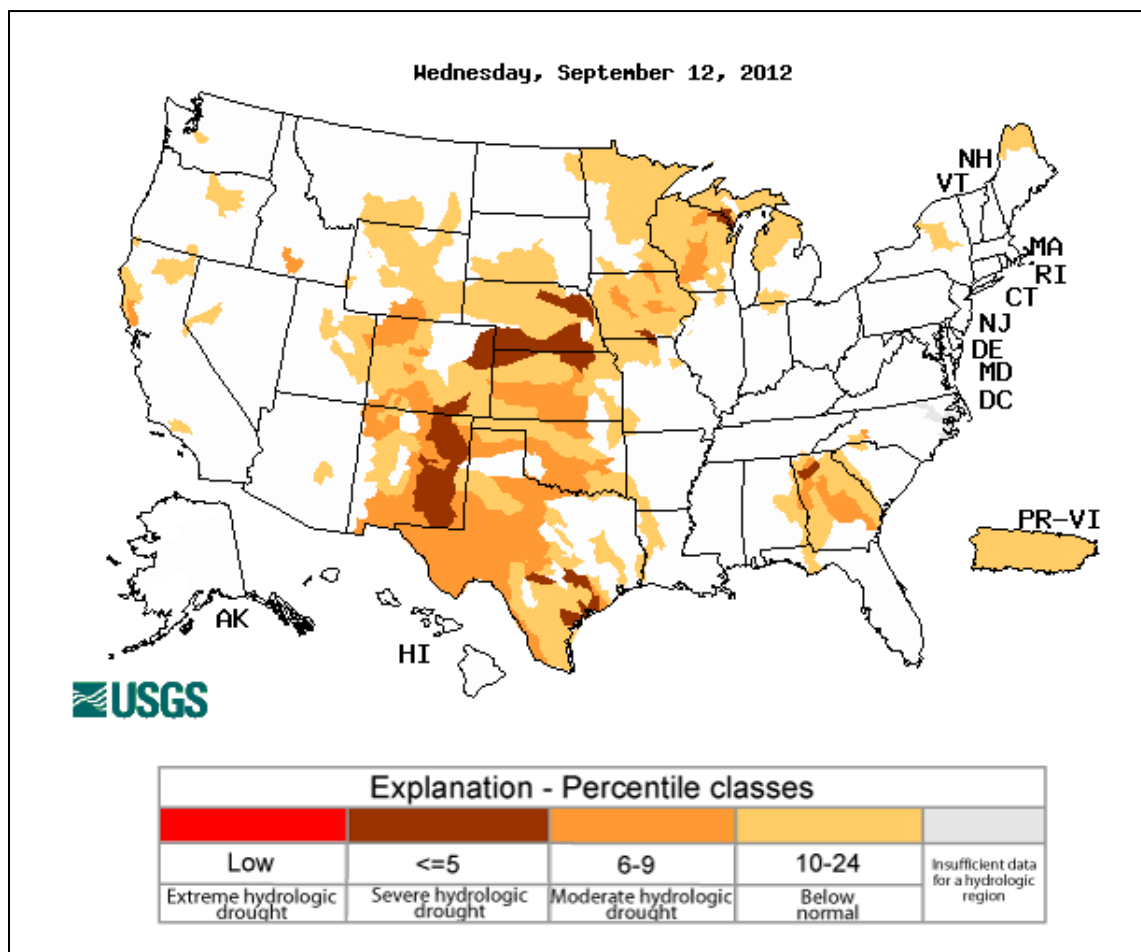 Wednesday, September 12, 2012
NH
VT
MA
RI
CT
NJ
DE
MD
DC
PR-VI
AK
HI
USGS
Explanation - Percentile classes
Low
<=5
6-9
10-24
Insufficient data
for a hydrologic
region
Extreme hydrologic
drought
Severe hydrologic
drought
Moderate hydrologic
drought
Below
normal